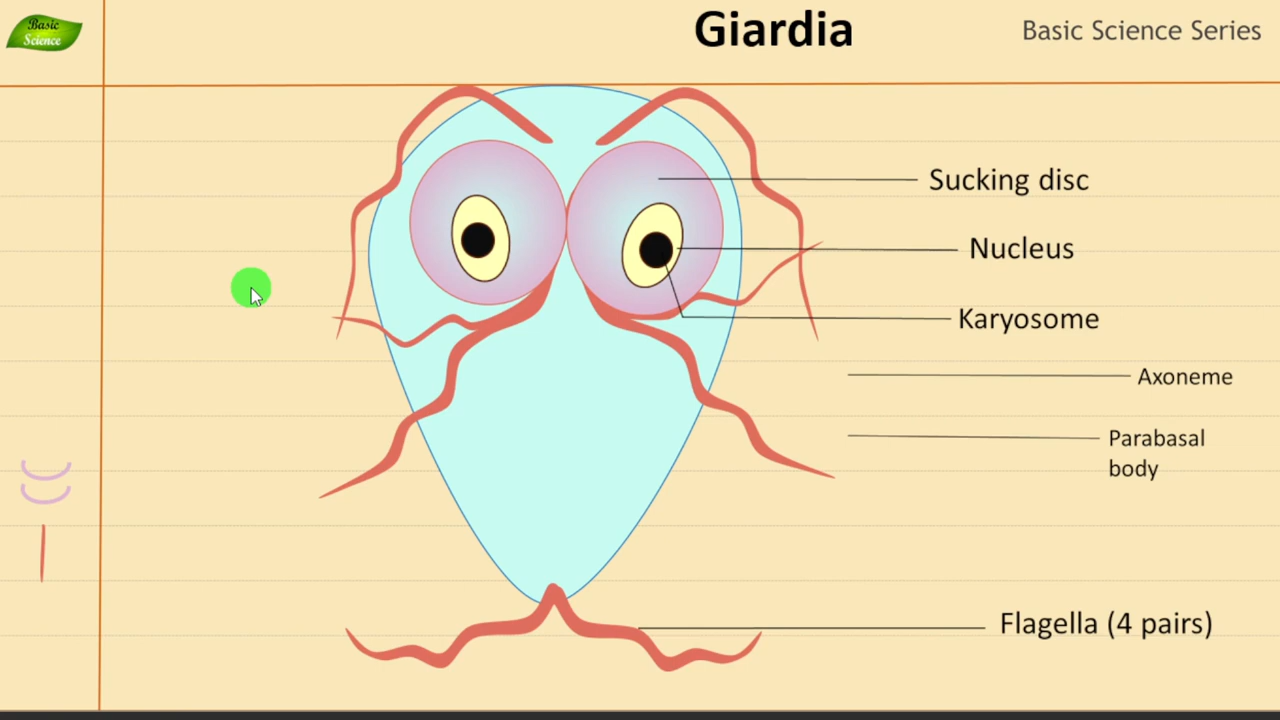 Basic
Science
Giardia
Basic Science Series
Sucking disc
Nucleus
Karyosome
Axoneme
Parabasal
body
Flagella (4 pairs)